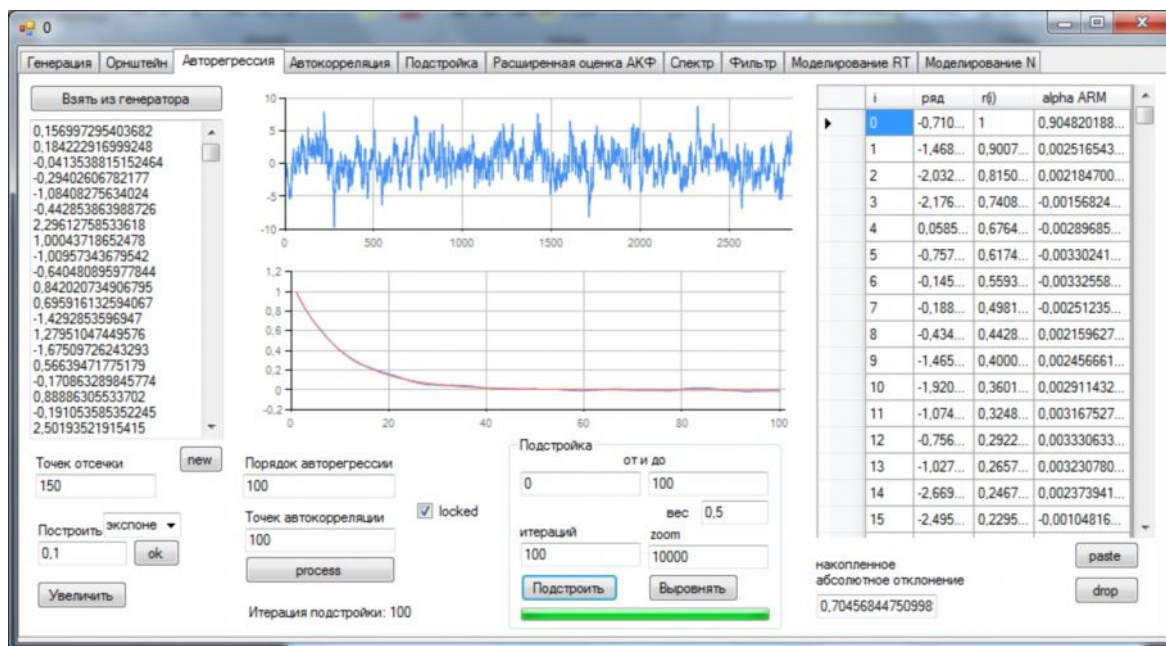 0
Генерация Орнштейн Авторегрессия Автокорреляция Подстройка Расширенная оценка АКФ Спектр Фильтр Моделирование RT Моделирование N
Взять из генератора
0,156997295403682
0,184222916999248
-0,0413538815152464
-0,29402606782177
-1,08408275634024
-0,442853863988726
2,29612758533618
1,00043718652478
-1,00957343679542
-0,640480895977844
0,842020734906795
0,695916132594067
-1,4292853596947
1,27951047449576
-1,67509726243293
0,56639471775179
-0,170863289845774
0,88886305533702
-0,191053585352245
2,50193521915415
Точек отсечки
new
150
Построить экспоне
0,1 ok
Увеличить
10
5
0
-5
-10
0 500 1000 1500 2000 2500
1,2
1
0,8
0,6
0,4
0,2
0
-0,2
0 20 40 60 80 100
Порядок авторегрессии
100
Точек автокорреляции
locked
100
process
Итерация подстройки: 100
Подстройка
от и до
0 100
вес 0,5
итераций zoom
100 10000
Подстроить Выровнять
i ряд r(i) alpha ARM
0 -0,710... 1 0,904820188...
1 -1,468... 0,9007... 0,002516543...
2 -2,032... 0,8150... 0,002184700...
3 -2,176... 0,7408... -0,00156824...
4 0,0585... 0,6764... -0,00289685...
5 -0,757... 0,6174... -0,00330241...
6 -0,145... 0,5593... -0,00332558...
7 -0,188... 0,4981... -0,00251235...
8 -0,434... 0,4428... 0,002159627...
9 -1,465... 0,4000... 0,002456661...
10 -1,920... 0,3601... 0,002911432...
11 -1,074... 0,3248... 0,003167527...
12 -0,756... 0,2922... 0,003330633...
13 -1,027... 0,2657... 0,003230780...
14 -2,669... 0,2467... 0,002373941...
15 -2,495... 0,2295... -0,00104816...
накопленное
абсолютное отклонение
0,70456844750998
paste
drop